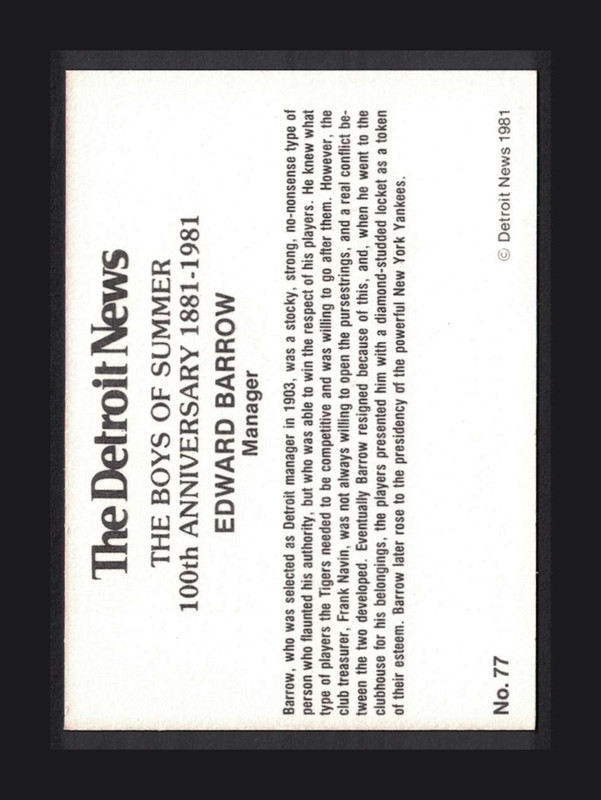 The Detroit News
THE BOYS OF SUMMER
100th ANNIVERSARY 1881-1981
EDWARD BARROW
Manager
Barrow, who was selected as Detroit manager in 1903, was a stocky, strong, no-nonsense type of
person who flaunted his authority, but who was able to win the respect of his players. He knew what
type of players the Tigers needed to be competitive and was willing to go after them. However, the
club treasurer, Frank Navin, was not always willing to open the pursestrings, and a real conflict be-
tween the two developed. Eventually Barrow resigned because of this, and, when he went to the
clubhouse for his belongings, the players presented him with a diamond-studded locket as a token
of their esteem. Barrow later rose to the presidency of the powerful New York Yankees.
No. 77
© Detroit News 1981